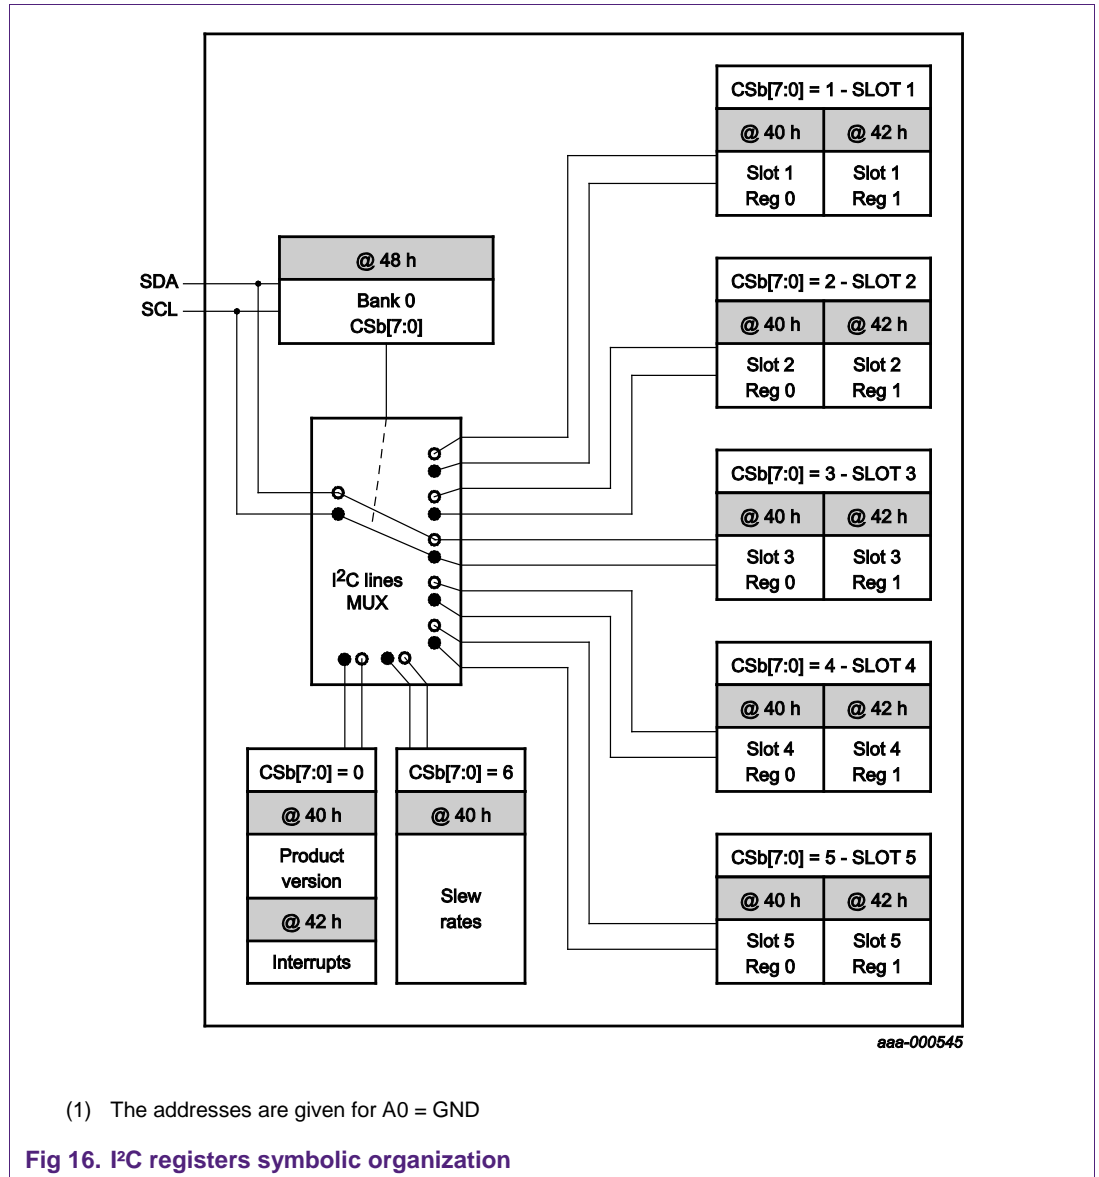 CSb[7:0] = 1 - SLOT 1
@ 40 h @ 42 h
Slot 1 Slot 1
Reg 0 Reg 1
@ 48 h
SDA
SCL
Bank 0
CSb[7:0]
CSb[7:0] = 2 - SLOT 2
@ 40 h @ 42 h
Slot 2 Slot 2
Reg 0 Reg 1
CSb[7:0] = 3 - SLOT 3
@ 40 h @ 42 h
Slot 3 Slot 3
Reg 0 Reg 1
I²C lines
MUX
CSb[7:0] = 4 - SLOT 4
@ 40 h @ 42 h
Slot 4 Slot 4
Reg 0 Reg 1
CSb[7:0] = 0
@ 40 h
Product
version
@ 42 h
Interrupts
CSb[7:0] = 6
@ 40 h
Slew
rates
CSb[7:0] = 5 - SLOT 5
@ 40 h @ 42 h
Slot 5 Slot 5
Reg 0 Reg 1
aaa-000545
(1) The addresses are given for A0 = GND
Fig 16. I²C registers symbolic organization